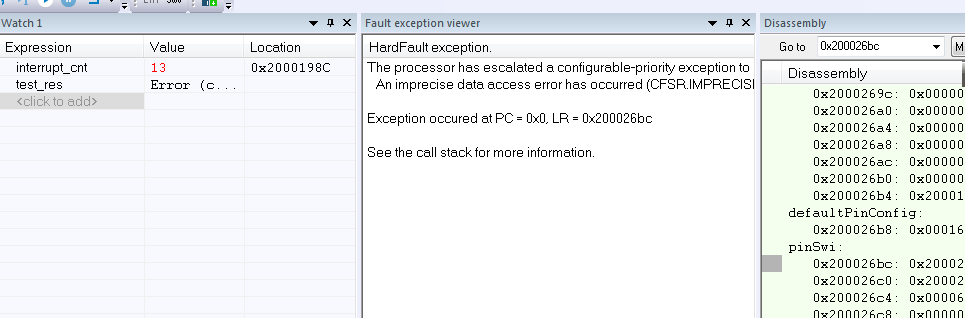 Watch 1
Expression Value Location
interrupt_cnt 13 0x2000198C
test_res Error (c...
<click to add>
Fault exception viewer
HardFault exception.
The processor has escalated a configurable-priority exception to
An imprecise data access error has occurred (CFSR.IMPRECIS
Exception occured at PC = 0x0, LR = 0x200026bc
See the call stack for more information.
Disassembly
Go to 0x200026bc M
Disassembly
0x2000269c: 0x00000
0x200026a0: 0x00000
0x200026a4: 0x00000
0x200026a8: 0x00000
0x200026ac: 0x00000
0x200026b0: 0x00000
0x200026b4: 0x20001
defaultPinConfig:
0x200026b8: 0x00016
pinSwi:
0x200026bc: 0x20002
0x200026c0: 0x20002
0x200026c4: 0x00006
0x200026c8: 0x00000